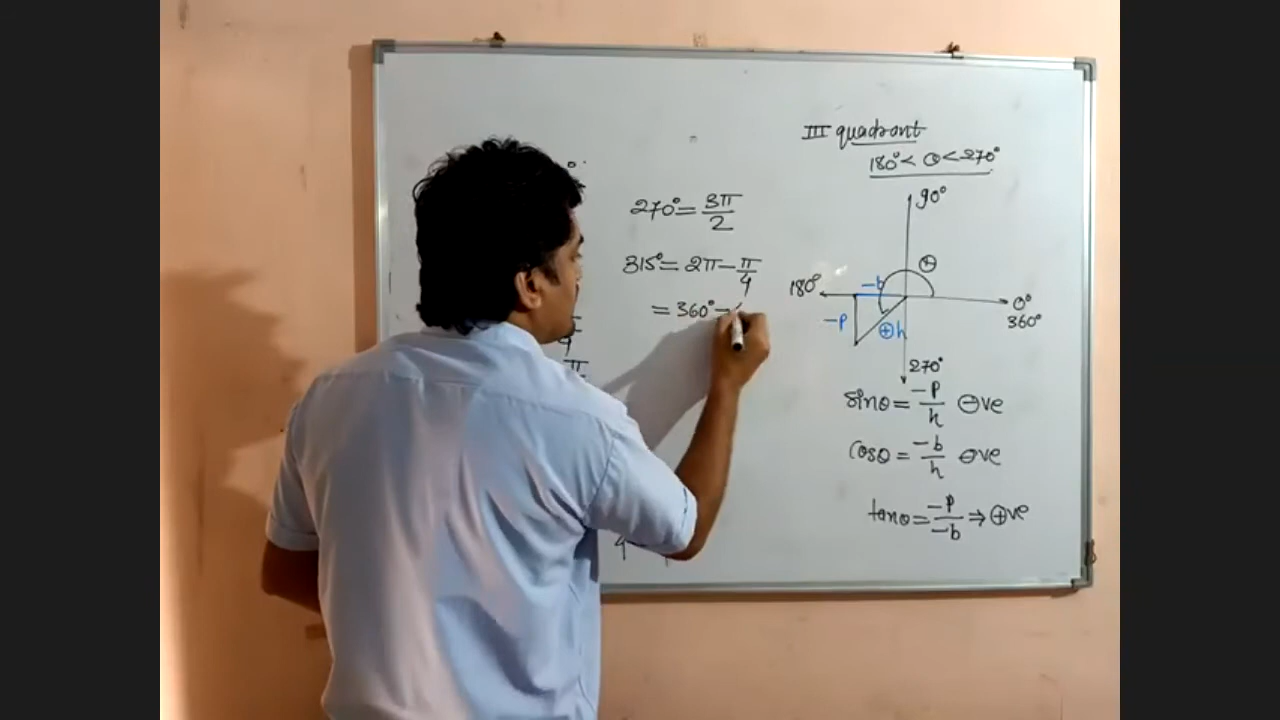 270° = 3π/2
315° = 2π - π/4
= 360° -
III quadrant
180° < θ < 270°
90°
180°
0°
360°
270°
-b
-p
⊕h
⊕
sinθ = -p/h ⊖ve
cosθ = -b/h ⊖ve
tanθ = -p/-b ⇒ ⊕ve